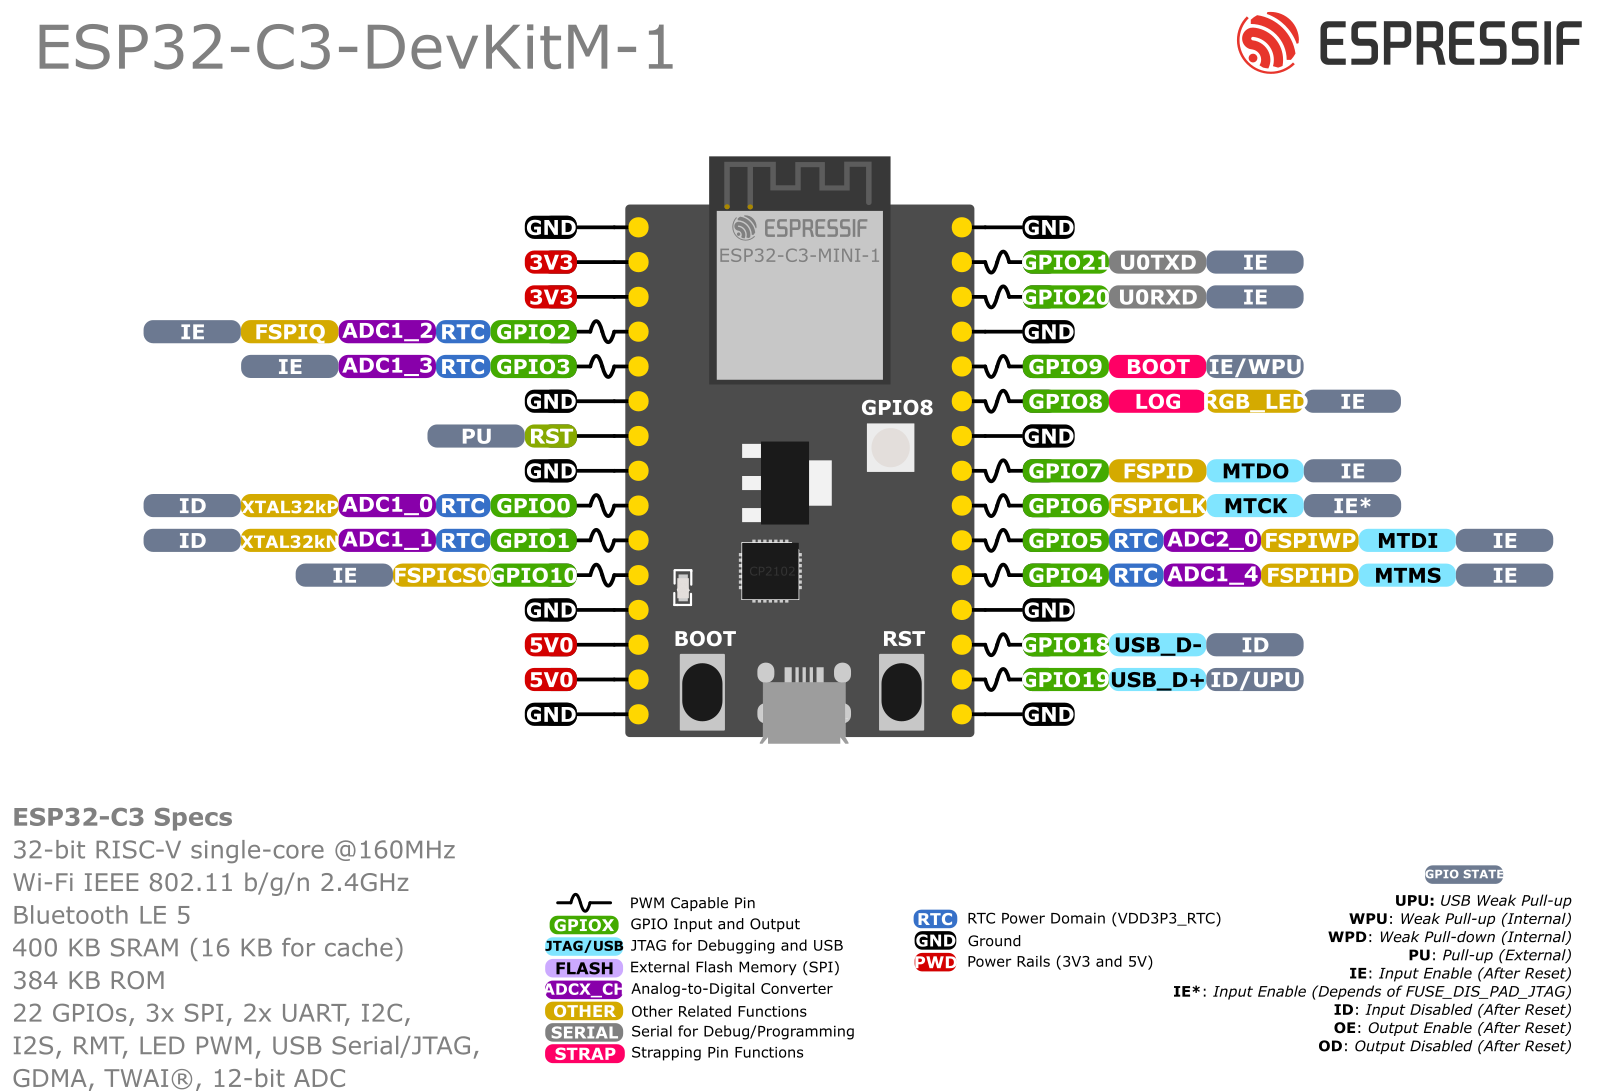 ESP32-C3-DevKitM-1
ESPRESSIF
ESPRESSIF
ESP32-C3-MINI-1
GND
3V3
3V3
IE FSPIQ ADC1_2 RTC GPIO2
IE ADC1_3 RTC GPIO3
GND
PU RST
GND
ID XTAL32kP ADC1_0 RTC GPIO0
ID XTAL32kN ADC1_1 RTC GPIO1
IE FSPICS0 GPIO10
GND
5V0
5V0
GND
GPIO8
CP2102
BOOT
RST
GND
GPIO21 U0TXD IE
GPIO20 U0RXD IE
GND
GPIO9 BOOT IE/WPU
GPIO8 LOG RGB_LED IE
GND
GPIO7 FSPID MTDO IE
GPIO6 FSPICLK MTCK IE*
GPIO5 RTC ADC2_0 FSPIWP MTDI IE
GPIO4 RTC ADC1_4 FSPIHD MTMS IE
GND
GPIO18 USB_D- ID
GPIO19 USB_D+ ID/UPU
GND
ESP32-C3 Specs
32-bit RISC-V single-core @160MHz
Wi-Fi IEEE 802.11 b/g/n 2.4GHz
Bluetooth LE 5
400 KB SRAM (16 KB for cache)
384 KB ROM
22 GPIOs, 3x SPI, 2x UART, I2C,
I2S, RMT, LED PWM, USB Serial/JTAG,
GDMA, TWAI®, 12-bit ADC
PWM Capable Pin
GPIOX GPIO Input and Output
JTAG/USB JTAG for Debugging and USB
FLASH External Flash Memory (SPI)
ADCX_CH Analog-to-Digital Converter
OTHER Other Related Functions
SERIAL Serial for Debug/Programming
STRAP Strapping Pin Functions
RTC RTC Power Domain (VDD3P3_RTC)
GND Ground
PWD Power Rails (3V3 and 5V)
GPIO STATE
UPU: USB Weak Pull-up
WPU: Weak Pull-up (Internal)
WPD: Weak Pull-down (Internal)
PU: Pull-up (External)
IE: Input Enable (After Reset)
IE*: Input Enable (Depends of FUSE_DIS_PAD_JTAG)
ID: Input Disabled (After Reset)
OE: Output Enable (After Reset)
OD: Output Disabled (After Reset)